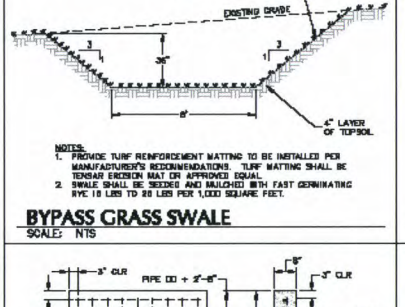 EXISTING GRADE
3
1
36"
3
1
8'
4" LAYER
OF TOPSOIL
NOTES:
1. PROVIDE TURF REINFORCEMENT MATTING TO BE INSTALLED PER
MANUFACTURER'S RECOMMENDATIONS. TURF MATTING SHALL BE
TENSAR EROSION MAT OR APPROVED EQUAL
2. SWALE SHALL BE SEEDED AND MULCHED WITH FAST GERMINATING
RYE 10 LBS TO 20 LBS PER 1,000 SQUARE FEET.
BYPASS GRASS SWALE
SCALE: NTS
3" CLR
PIPE OD + 2'-6"
3" CLR